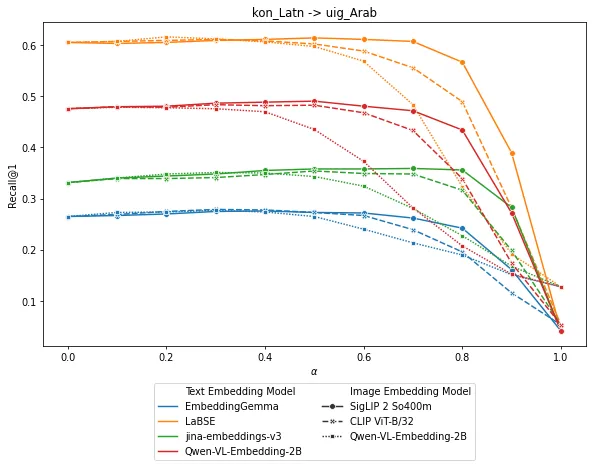 kon_Latn -> uig_Arab
Recall@1
0.6
0.5
0.4
0.3
0.2
0.1
0.0 0.2 0.4 0.6 0.8 1.0
α
Text Embedding Model
EmbeddingGemma
LaBSE
jina-embeddings-v3
Qwen-VL-Embedding-2B
Image Embedding Model
SigLIP 2 So400m
CLIP ViT-B/32
Qwen-VL-Embedding-2B